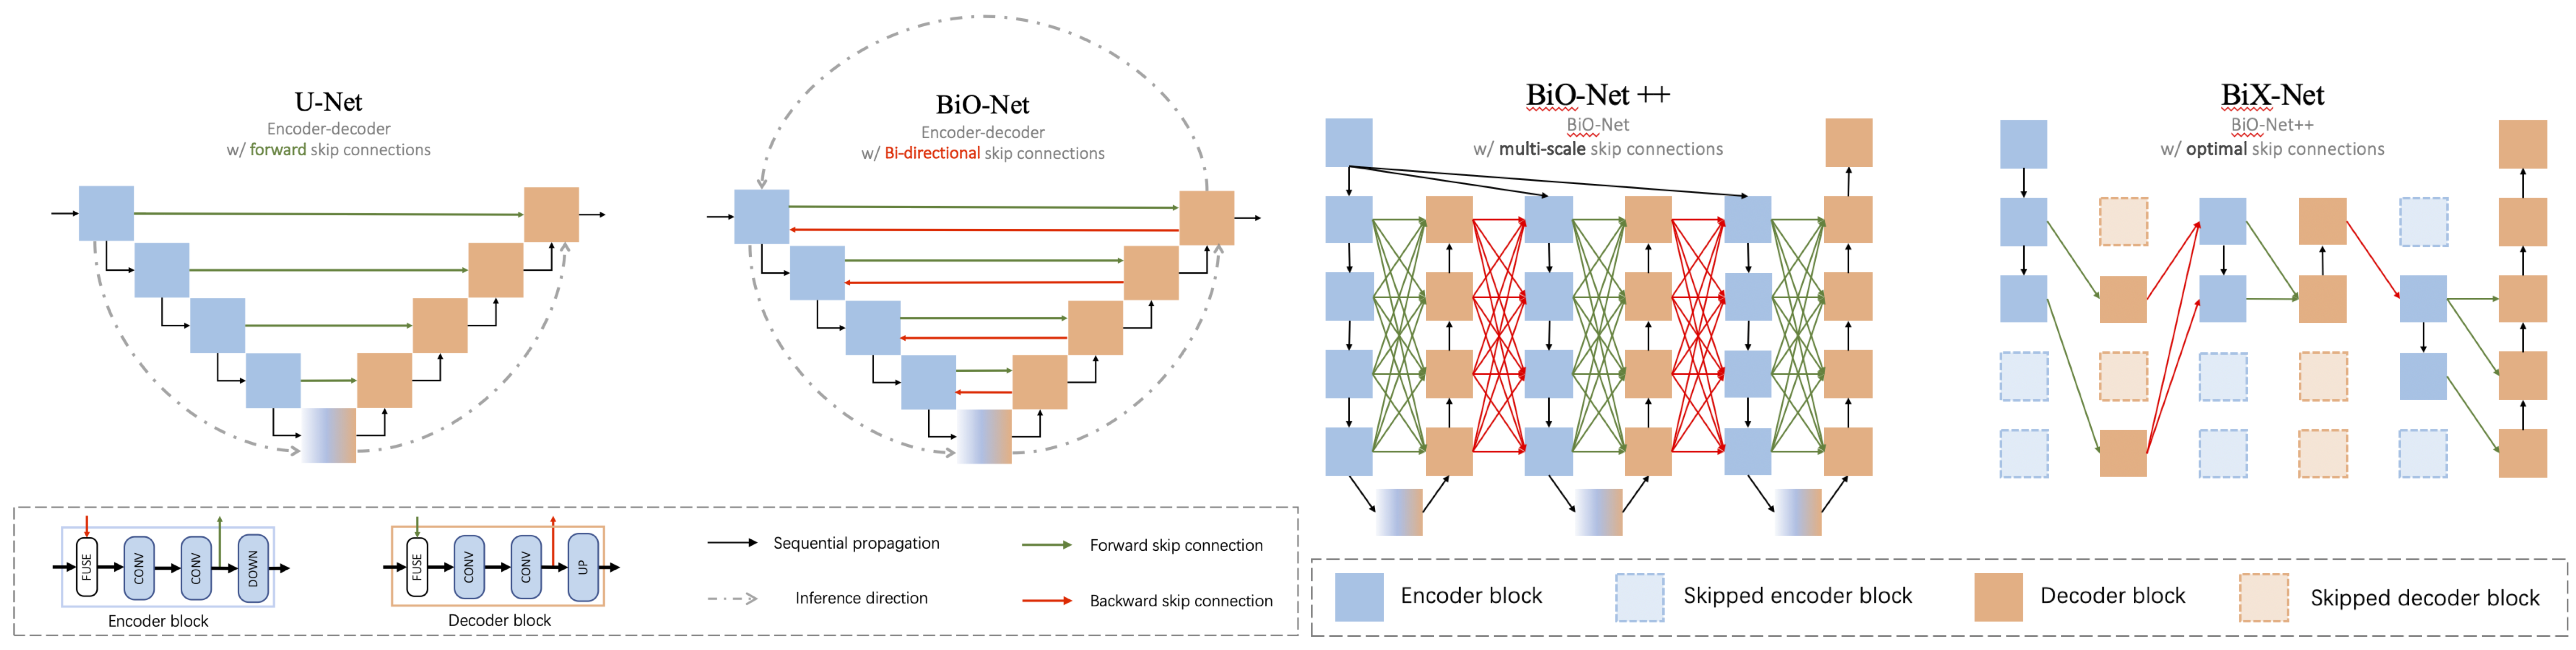 U-Net
Encoder-decoder
w/ forward skip connections
BiO-Net
Encoder-decoder
w/ Bi-directional skip connections
BiO-Net ++
BiO-Net
w/ multi-scale skip connections
BiX-Net
BiO-Net++
w/ optimal skip connections
FUSE
CONV
CONV
DOWN
Encoder block
FUSE
CONV
CONV
UP
Decoder block
Sequential propagation
Forward skip connection
Inference direction
Backward skip connection
Encoder block
Skipped encoder block
Decoder block
Skipped decoder block